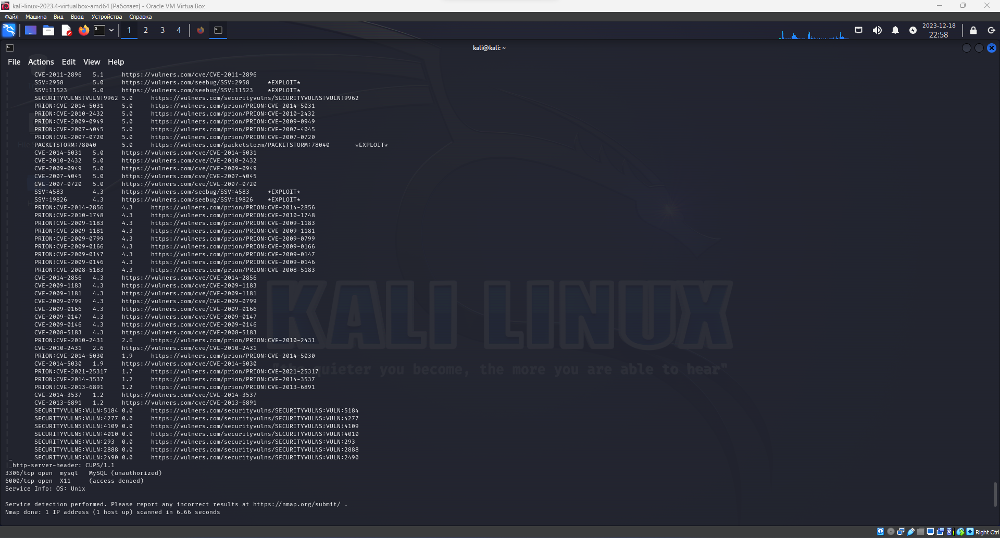 kali-linux-2023.4-virtualbox-amd64 [Работает] - Oracle VM VirtualBox
Файл Машина Вид Ввод Устройства Справка
1 2 3 4
2023-12-18
22:58
kali@kali: ~
File Actions Edit View Help
| CVE-2011-2896 5.1 https://vulners.com/cve/CVE-2011-2896
| SSV:2958 5.0 https://vulners.com/seebug/SSV:2958 *EXPLOIT*
| SSV:11523 5.0 https://vulners.com/seebug/SSV:11523 *EXPLOIT*
| SECURITYVULNS:VULN:9962 5.0 https://vulners.com/securityvulns/SECURITYVULNS:VULN:9962
| PRION:CVE-2014-5031 5.0 https://vulners.com/prion/PRION:CVE-2014-5031
| PRION:CVE-2010-2432 5.0 https://vulners.com/prion/PRION:CVE-2010-2432
| PRION:CVE-2009-0949 5.0 https://vulners.com/prion/PRION:CVE-2009-0949
| PRION:CVE-2007-4045 5.0 https://vulners.com/prion/PRION:CVE-2007-4045
| PRION:CVE-2007-0720 5.0 https://vulners.com/prion/PRION:CVE-2007-0720
| PACKETSTORM:78040 5.0 https://vulners.com/packetstorm/PACKETSTORM:78040 *EXPLOIT*
| CVE-2014-5031 5.0 https://vulners.com/cve/CVE-2014-5031
| CVE-2010-2432 5.0 https://vulners.com/cve/CVE-2010-2432
| CVE-2009-0949 5.0 https://vulners.com/cve/CVE-2009-0949
| CVE-2007-4045 5.0 https://vulners.com/cve/CVE-2007-4045
| CVE-2007-0720 5.0 https://vulners.com/cve/CVE-2007-0720
| SSV:4583 4.3 https://vulners.com/seebug/SSV:4583 *EXPLOIT*
| SSV:19826 4.3 https://vulners.com/seebug/SSV:19826 *EXPLOIT*
| PRION:CVE-2014-2856 4.3 https://vulners.com/prion/PRION:CVE-2014-2856
| PRION:CVE-2010-1748 4.3 https://vulners.com/prion/PRION:CVE-2010-1748
| PRION:CVE-2009-1183 4.3 https://vulners.com/prion/PRION:CVE-2009-1183
| PRION:CVE-2009-1181 4.3 https://vulners.com/prion/PRION:CVE-2009-1181
| PRION:CVE-2009-0799 4.3 https://vulners.com/prion/PRION:CVE-2009-0799
| PRION:CVE-2009-0166 4.3 https://vulners.com/prion/PRION:CVE-2009-0166
| PRION:CVE-2009-0147 4.3 https://vulners.com/prion/PRION:CVE-2009-0147
| PRION:CVE-2009-0146 4.3 https://vulners.com/prion/PRION:CVE-2009-0146
| PRION:CVE-2008-5183 4.3 https://vulners.com/prion/PRION:CVE-2008-5183
| CVE-2014-2856 4.3 https://vulners.com/cve/CVE-2014-2856
| CVE-2009-1183 4.3 https://vulners.com/cve/CVE-2009-1183
| CVE-2009-1181 4.3 https://vulners.com/cve/CVE-2009-1181
| CVE-2009-0799 4.3 https://vulners.com/cve/CVE-2009-0799
| CVE-2009-0166 4.3 https://vulners.com/cve/CVE-2009-0166
| CVE-2009-0147 4.3 https://vulners.com/cve/CVE-2009-0147
| CVE-2009-0146 4.3 https://vulners.com/cve/CVE-2009-0146
| CVE-2008-5183 4.3 https://vulners.com/cve/CVE-2008-5183
| PRION:CVE-2010-2431 2.6 https://vulners.com/prion/PRION:CVE-2010-2431
| CVE-2010-2431 2.6 https://vulners.com/cve/CVE-2010-2431
| PRION:CVE-2014-5030 1.9 https://vulners.com/prion/PRION:CVE-2014-5030
| CVE-2014-5030 1.9 https://vulners.com/cve/CVE-2014-5030
| PRION:CVE-2021-25317 1.7 https://vulners.com/prion/PRION:CVE-2021-25317
| PRION:CVE-2014-3537 1.2 https://vulners.com/prion/PRION:CVE-2014-3537
| PRION:CVE-2013-6891 1.2 https://vulners.com/prion/PRION:CVE-2013-6891
| CVE-2014-3537 1.2 https://vulners.com/cve/CVE-2014-3537
| CVE-2013-6891 1.2 https://vulners.com/cve/CVE-2013-6891
| SECURITYVULNS:VULN:5184 0.0 https://vulners.com/securityvulns/SECURITYVULNS:VULN:5184
| SECURITYVULNS:VULN:4277 0.0 https://vulners.com/securityvulns/SECURITYVULNS:VULN:4277
| SECURITYVULNS:VULN:4109 0.0 https://vulners.com/securityvulns/SECURITYVULNS:VULN:4109
| SECURITYVULNS:VULN:4010 0.0 https://vulners.com/securityvulns/SECURITYVULNS:VULN:4010
| SECURITYVULNS:VULN:293 0.0 https://vulners.com/securityvulns/SECURITYVULNS:VULN:293
| SECURITYVULNS:VULN:2888 0.0 https://vulners.com/securityvulns/SECURITYVULNS:VULN:2888
|_ SECURITYVULNS:VULN:2490 0.0 https://vulners.com/securityvulns/SECURITYVULNS:VULN:2490
|_http-server-header: CUPS/1.1
3306/tcp open mysql MySQL (unauthorized)
6000/tcp open X11 (access denied)
Service Info: OS: Unix
Service detection performed. Please report any incorrect results at https://nmap.org/submit/ .
Nmap done: 1 IP address (1 host up) scanned in 6.66 seconds
KALI LINUX
quieter you become, the more you are able to hear"
Right Ctrl